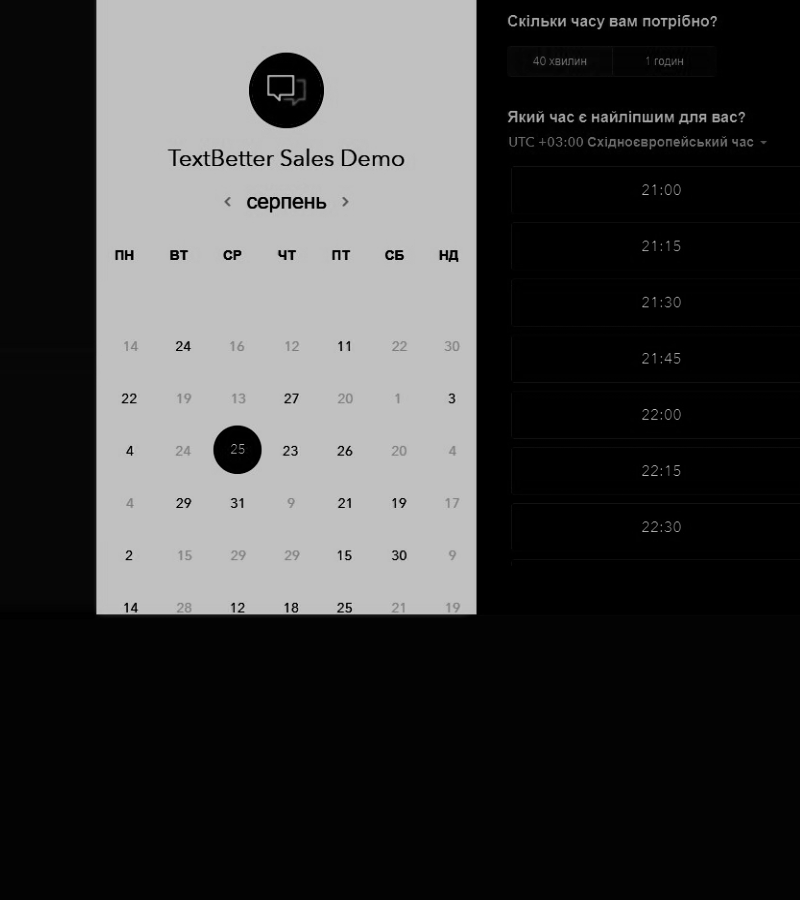 TextBetter Sales Demo
серпень
ПН ВТ СР ЧТ ПТ СБ НД
14 24 16 12 11 22 30
22 19 13 27 20 1 3
4 24 25 23 26 20 4
4 29 31 9 21 19 17
2 15 29 29 15 30 9
14 28 12 18 25 21 19
Скільки часу вам потрібно?
40 хвилин 1 годин
Який час є найліпшим для вас?
UTC +03:00 Східноєвропейський час
21:00
21:15
21:30
21:45
22:00
22:15
22:30